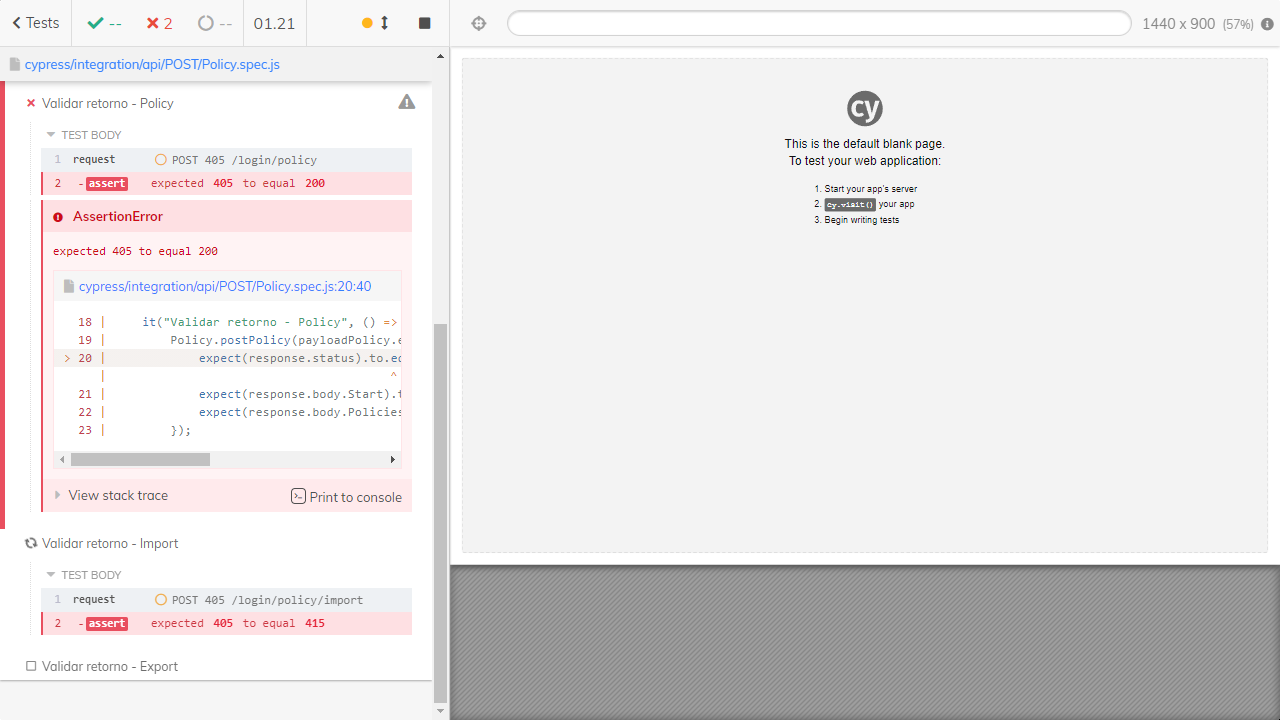 Tests
--
2
--
01.21
1440 x 900 (57%)
cypress/integration/api/POST/Policy.spec.js
Validar retorno - Policy
TEST BODY
1 request POST 405 /login/policy
2 -assert expected 405 to equal 200
AssertionError
expected 405 to equal 200
cypress/integration/api/POST/Policy.spec.js:20:40
18 | it("Validar retorno - Policy", () =>
19 | Policy.postPolicy(payloadPolicy.e
> 20 | expect(response.status).to.eq
| ^
21 | expect(response.body.Start).t
22 | expect(response.body.Policies
23 | });
View stack trace
Print to console
Validar retorno - Import
TEST BODY
1 request POST 405 /login/policy/import
2 -assert expected 405 to equal 415
Validar retorno - Export
cy
This is the default blank page.
To test your web application:
1. Start your app's server
2. cy.visit() your app
3. Begin writing tests